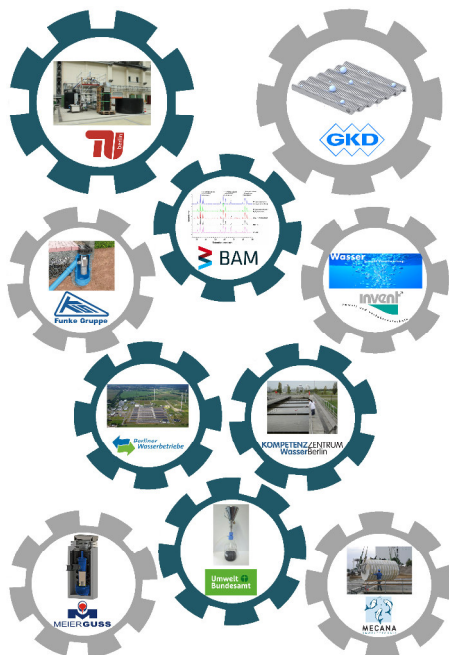 TU
berlin
GKD
BAM
Funke Gruppe
Wasser
invent
Berliner
Wasserbetriebe
KOMPETENZZENTRUM
WasserBerlin
Umwelt
Bundesamt
MEIERGUSS
MECANA